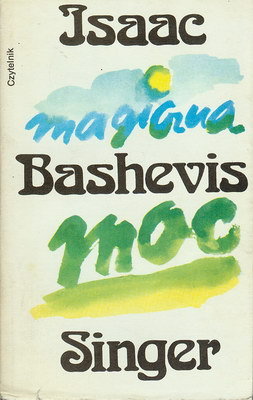 Czytelnik
Isaac
magiczna
Bashevis
moc
Singer